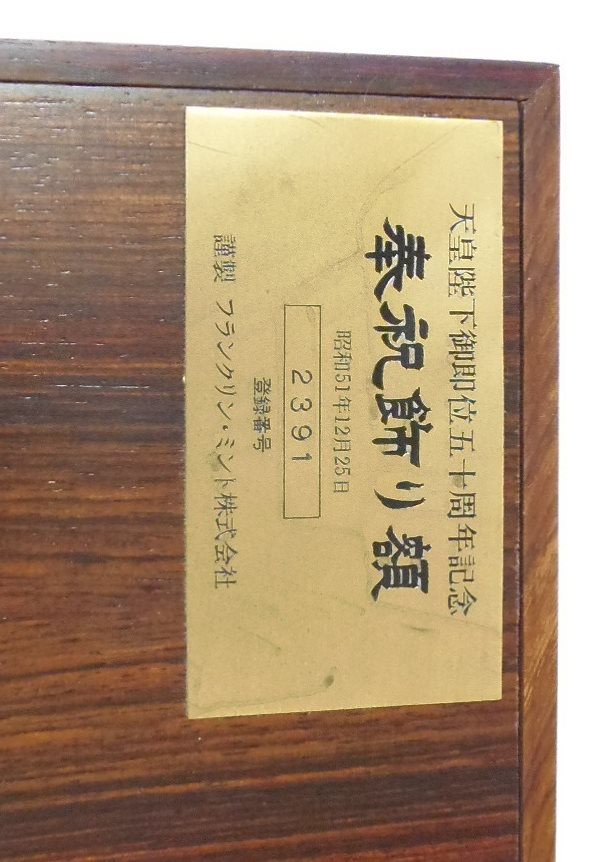 天皇陛下御即位五十周年記念
奉祝飾り額
昭和51年12月25日
2391
登録番号
謹製 フランクリン・ミント株式会社